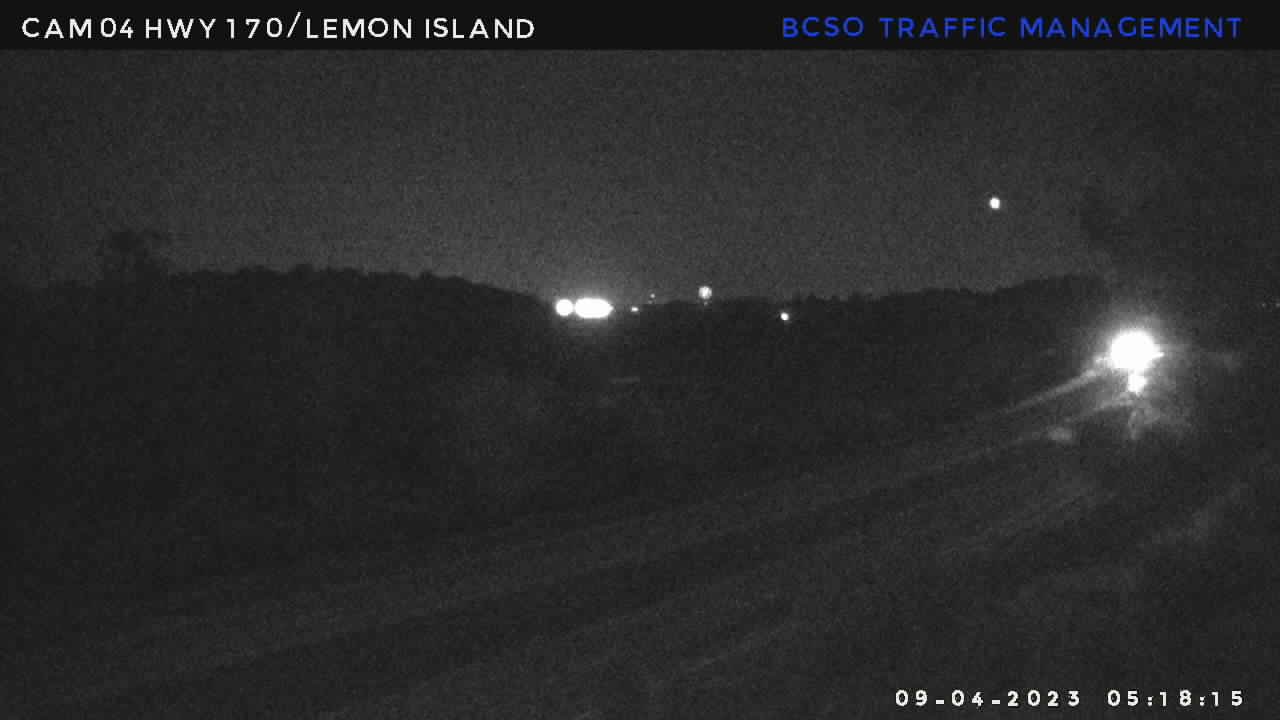 CAM04 HWY 170/LEMON ISLAND
BCSO TRAFFIC MANAGEMENT
09-04-2023 05:18:15